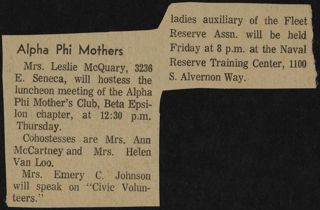 Alpha Phi Mothers
Mrs. Leslie McQuary, 3236
E. Seneca, will hostess the
luncheon meeting of the Alpha
Phi Mother's Club, Beta Epsi-
lon chapter, at 12:30 p.m.
Thursday.
Cohostesses are Mrs. Ann
McCartney and Mrs. Helen
Van Loo.
Mrs. Emery C. Johnson
will speak on "Civic Volun-
teers."
ladies auxiliary of the Fleet
Reserve Assn. will be held
Friday at 8 p.m. at the Naval
Reserve Training Center, 1100
S. Alvernon Way.